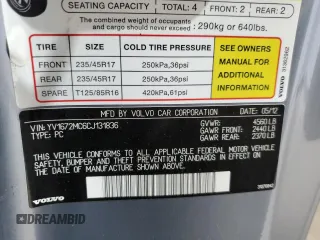 SEATING CAPACITY TOTAL: 4 FRONT: 2 REAR: 2
The combined weight of occupants
and cargo should never exceed : 290kg or 640lbs.
TIRE SIZE COLD TIRE PRESSURE
FRONT 235/45R17 250kPa,36psi
REAR 235/45R17 250kPa,36psi
SPARE T125/85R16 420kPa,61psi
SEE OWNERS
MANUAL FOR
ADDITIONAL
INFORMATION
VOLVO
MFD BY VOLVO CAR CORPORATION 05/12
VIN: YV1672MC6CJ131836
TYPE: PC
GVWR: 4560 LB
GAWR FRONT: 2440 LB
GAWR REAR: 2370 LB
THIS VEHICLE CONFORMS TO ALL APPLICABLE U.S. FEDERAL MOTOR VEHICLE
SAFETY, BUMPER AND THEFT PREVENTION STANDARDS IN EFFECT ON THE
DATE OF MANUFACTURE SHOWN ABOVE
VOLVO
DREAMBID